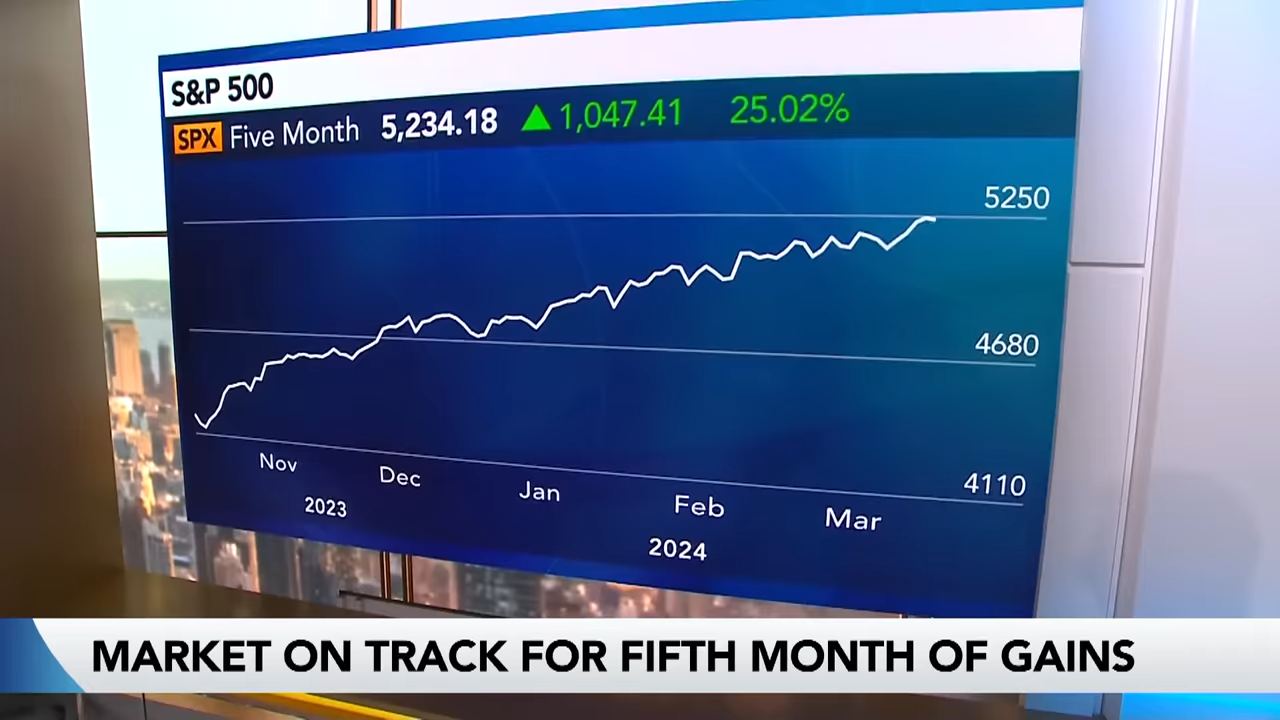 S&P 500
SPX Five Month 5,234.18 ▲1,047.41 25.02%
5250
4680
4110
Nov Dec Jan Feb Mar
2023 2024
MARKET ON TRACK FOR FIFTH MONTH OF GAINS